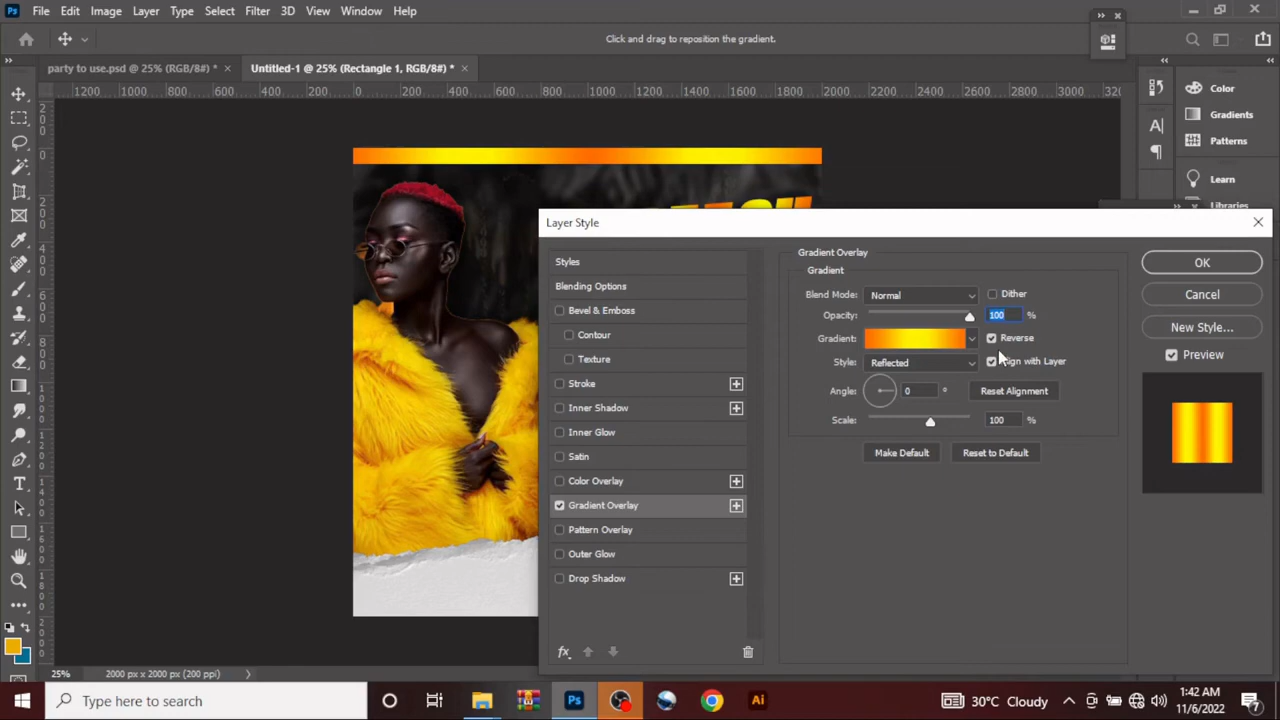 Ps File Edit Image Layer Type Select Filter 3D View Window Help
Click and drag to reposition the gradient.
party to use.psd @ 25% (RGB/8#) * × Untitled-1 @ 25% (Rectangle 1, RGB/8#) * ×
1200 1000 800 600 400 200 0 200 400 600 800 1000 1200 1400 1600 1800 2000 2200 2400 2600 2800 3000
Color
Gradients
Patterns
Learn
Libraries
Layer Style
Styles
Blending Options
Bevel & Emboss
Contour
Texture
Stroke
Inner Shadow
Inner Glow
Satin
Color Overlay
Gradient Overlay
Pattern Overlay
Outer Glow
Drop Shadow
fx
Gradient Overlay
Gradient
Blend Mode: Normal Dither
Opacity: 100 %
Gradient: Reverse
Style: Reflected Align with Layer
Angle: 0 ° Reset Alignment
Scale: 100 %
Make Default Reset to Default
OK
Cancel
New Style...
Preview
25% 2000 px x 2000 px (200 ppi)
Type here to search
Ps Ai
30°C Cloudy
1:42 AM
11/6/2022
7